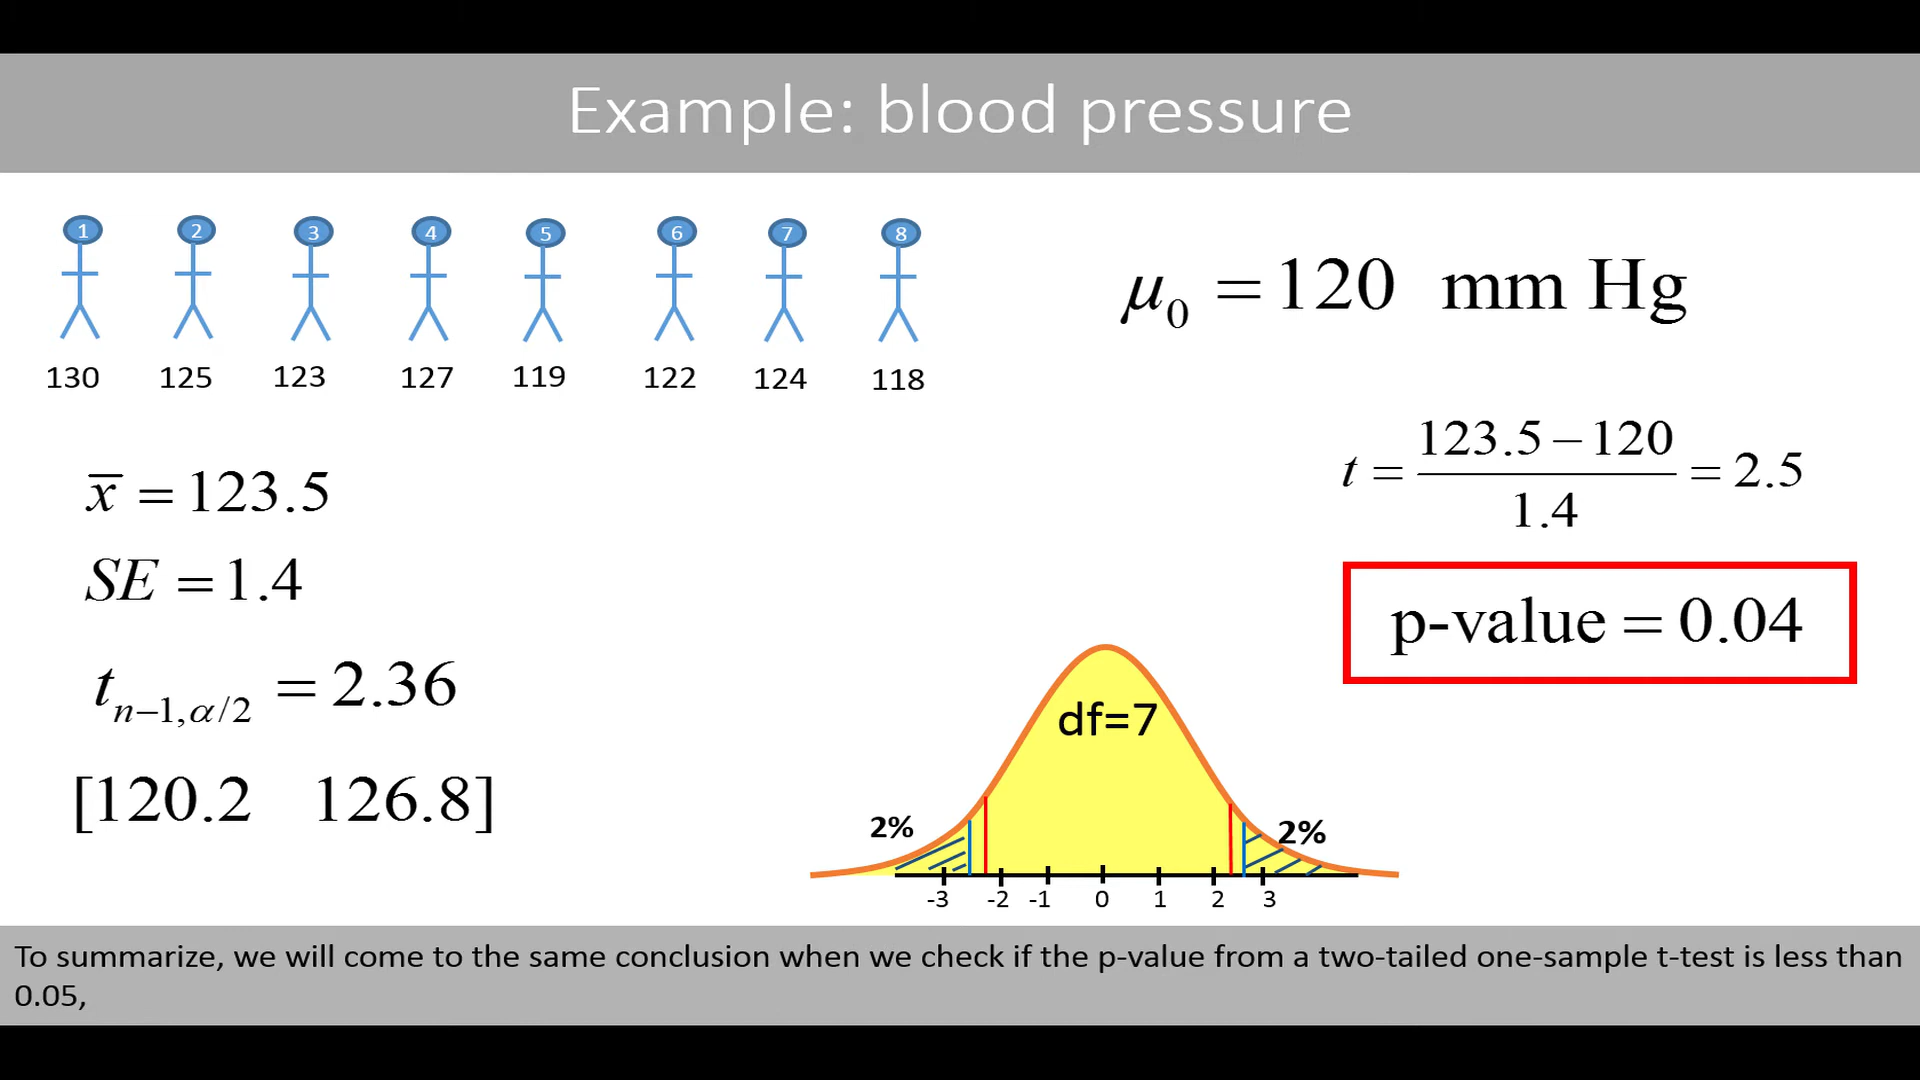 Example: blood pressure
1 2 3 4 5 6 7 8
130 125 123 127 119 122 124 118
μ₀ = 120 mm Hg
x̅ = 123.5
SE = 1.4
tₙ₋₁,α/2 = 2.36
[120.2 126.8]
t = (123.5 − 120) / 1.4 = 2.5
p-value = 0.04
df=7
2% 2%
-3 -2 -1 0 1 2 3
To summarize, we will come to the same conclusion when we check if the p-value from a two-tailed one-sample t-test is less than
0.05,